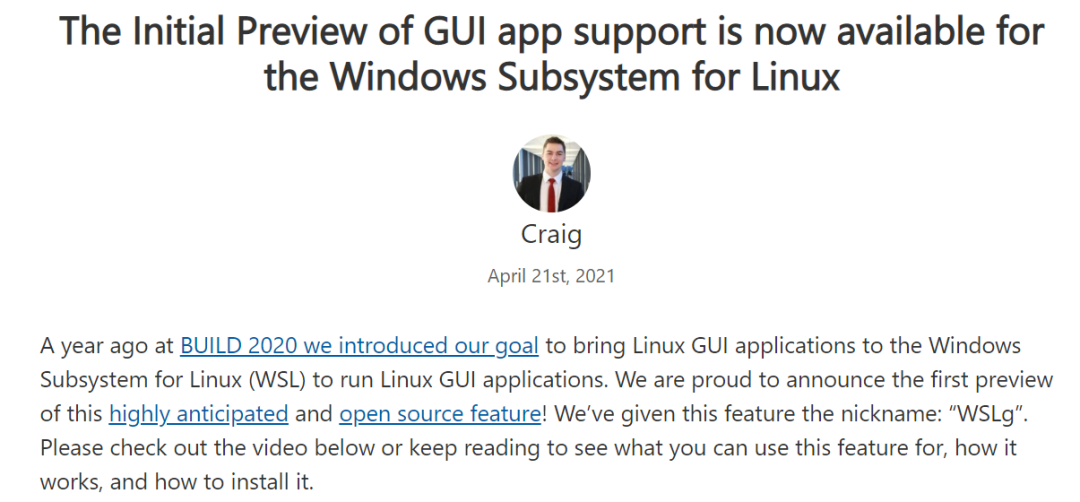 The Initial Preview of GUI app support is now available for
the Windows Subsystem for Linux
Craig
April 21st, 2021
A year ago at BUILD 2020 we introduced our goal to bring Linux GUI applications to the Windows
Subsystem for Linux (WSL) to run Linux GUI applications. We are proud to announce the first preview
of this highly anticipated and open source feature! We’ve given this feature the nickname: “WSLg”.
Please check out the video below or keep reading to see what you can use this feature for, how it
works, and how to install it.